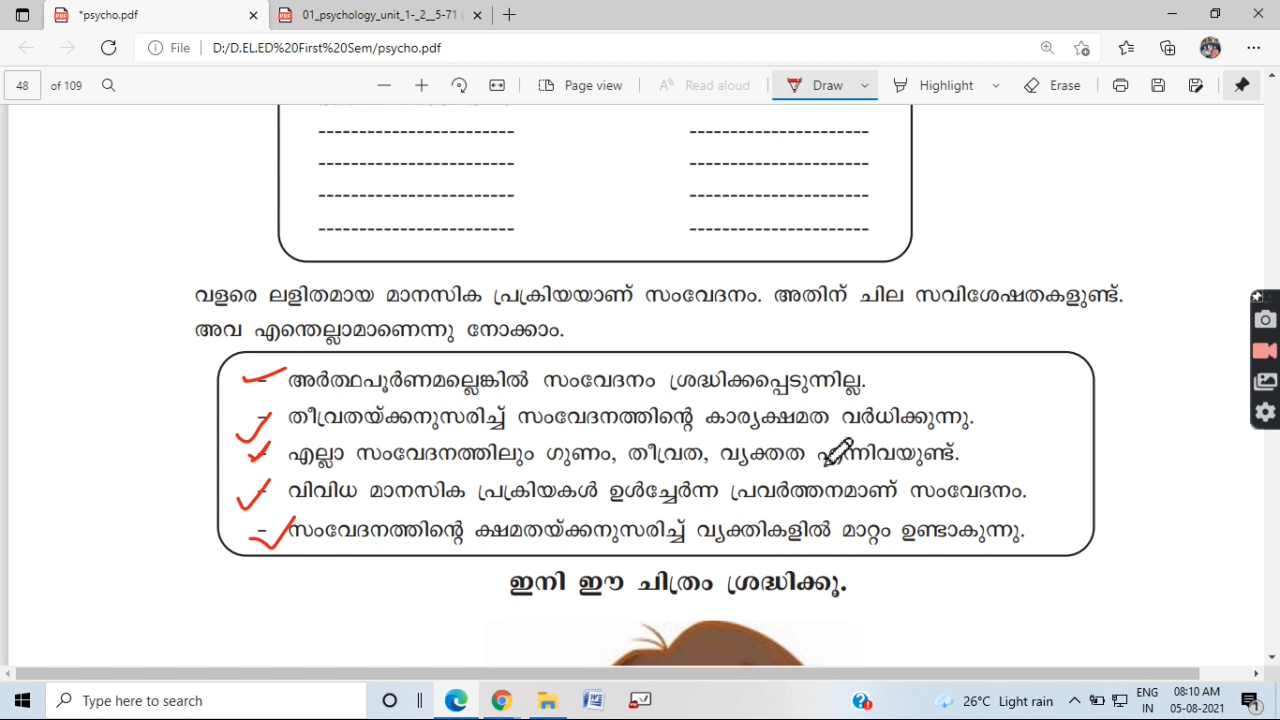 *psycho.pdf
01_psychology_unit_1-_2__5-71
File D:/D.EL.ED%20First%20Sem/psycho.pdf
48 of 109 Page view Read aloud Draw Highlight Erase
വളരെ ലളിതമായ മാനസിക പ്രക്രിയയാണ് സംവേദനം. അതിന് ചില സവിശേഷതകളുണ്ട്.
അവ എന്തെല്ലാമാണെന്നു നോക്കാം.
- അർത്ഥപൂർണമല്ലെങ്കിൽ സംവേദനം ശ്രദ്ധിക്കപ്പെടുന്നില്ല.
- തീവ്രതയ്ക്കനുസരിച്ച് സംവേദനത്തിന്റെ കാര്യക്ഷമത വർധിക്കുന്നു.
- എല്ലാ സംവേദനത്തിലും ഗുണം, തീവ്രത, വ്യക്തത എന്നിവയുണ്ട്.
- വിവിധ മാനസിക പ്രക്രിയകൾ ഉൾച്ചേർന്ന പ്രവർത്തനമാണ് സംവേദനം.
- സംവേദനത്തിന്റെ ക്ഷമതയ്ക്കനുസരിച്ച് വ്യക്തികളിൽ മാറ്റം ഉണ്ടാകുന്നു.
ഇനി ഈ ചിത്രം ശ്രദ്ധിക്കൂ.
Type here to search
26°C Light rain
ENG
IN
08:10 AM
05-08-2021